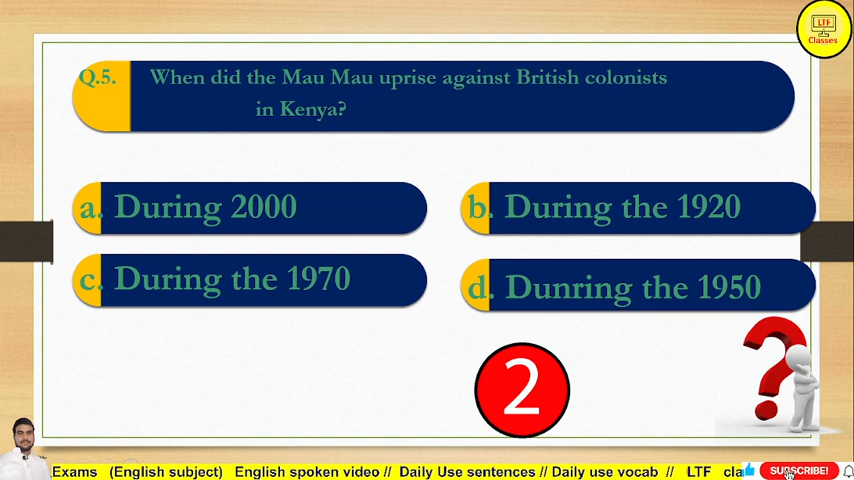 LTF
Classes
Q.5. When did the Mau Mau uprise against British colonists
in Kenya?
a. During 2000
b. During the 1920
c. During the 1970
d. Dunring the 1950
2
Exams (English subject) English spoken video // Daily Use sentences // Daily use vocab // LTF cla
SUBSCRIBE!